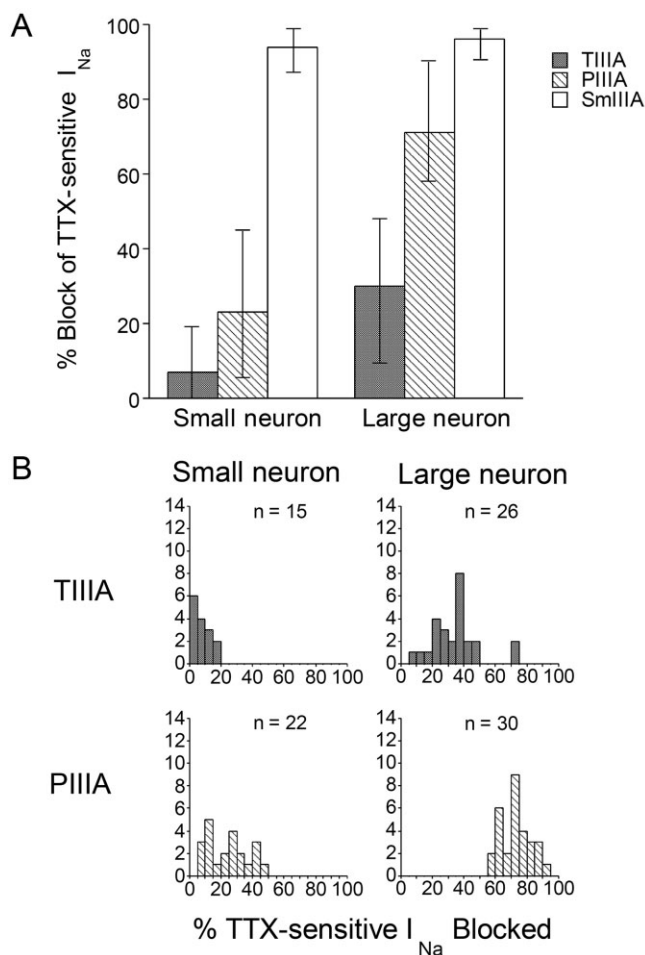 A
% Block of TTX-sensitive I Na
100
80
60
40
20
0
Small neuron Large neuron
TIIIA
PIIIA
SmIIIA
B
Small neuron Large neuron
TIIIA
14
12
10
8
6
4
2
0
n = 15
0 20 40 60 80 100
14
12
10
8
6
4
2
0
n = 26
0 20 40 60 80 100
PIIIA
14
12
10
8
6
4
2
0
n = 22
0 20 40 60 80 100
14
12
10
8
6
4
2
0
n = 30
0 20 40 60 80 100
% TTX-sensitive I Na Blocked